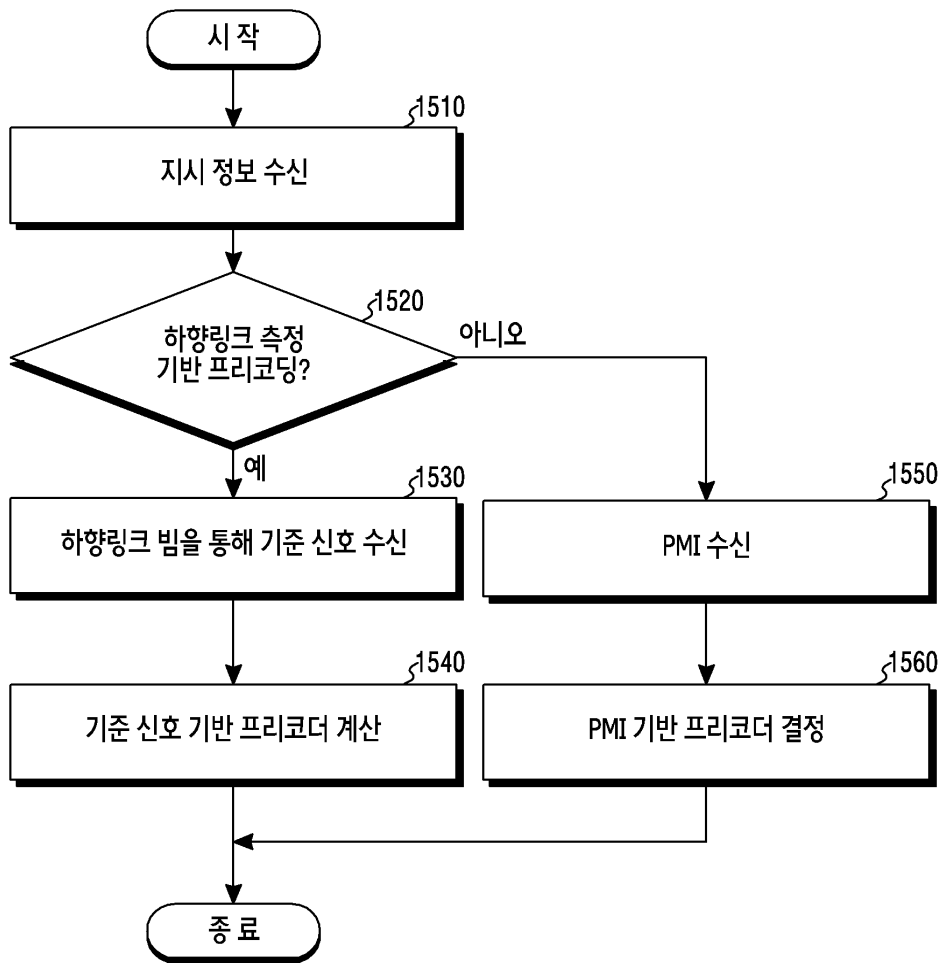 시 작
1510
지시 정보 수신
1520
하향링크 측정
기반 프리코딩?
아니오
예
1530
하향링크 빔을 통해 기준 신호 수신
1550
PMI 수신
1540
기준 신호 기반 프리코더 계산
1560
PMI 기반 프리코더 결정
종 료